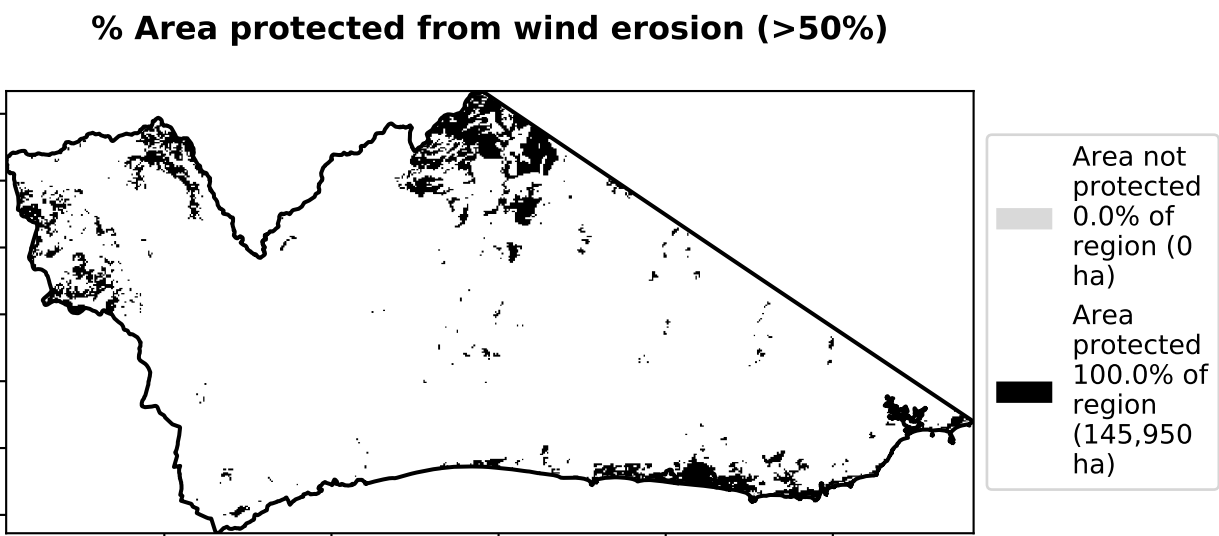 % Area protected from wind erosion (>50%)
Area not
protected
0.0% of
region (0
ha)
Area
protected
100.0% of
region
(145,950
ha)